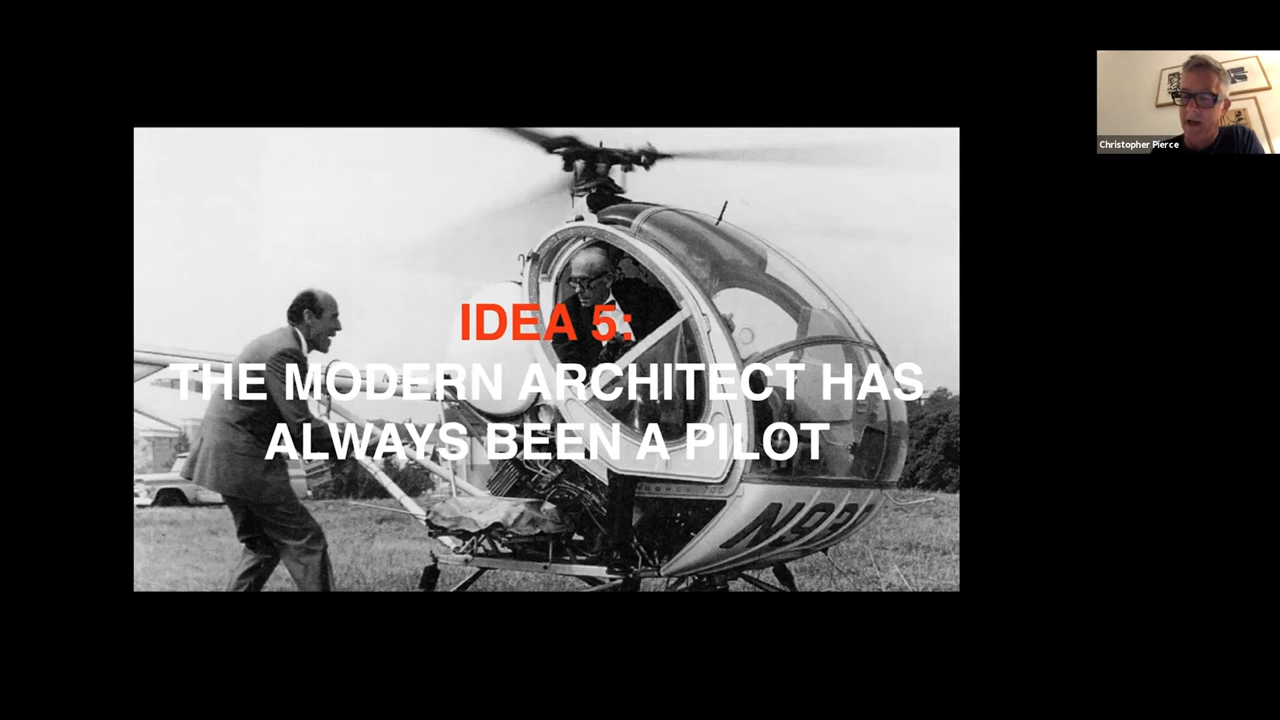 IDEA 5:
THE MODERN ARCHITECT HAS
ALWAYS BEEN A PILOT
Christopher Pierce